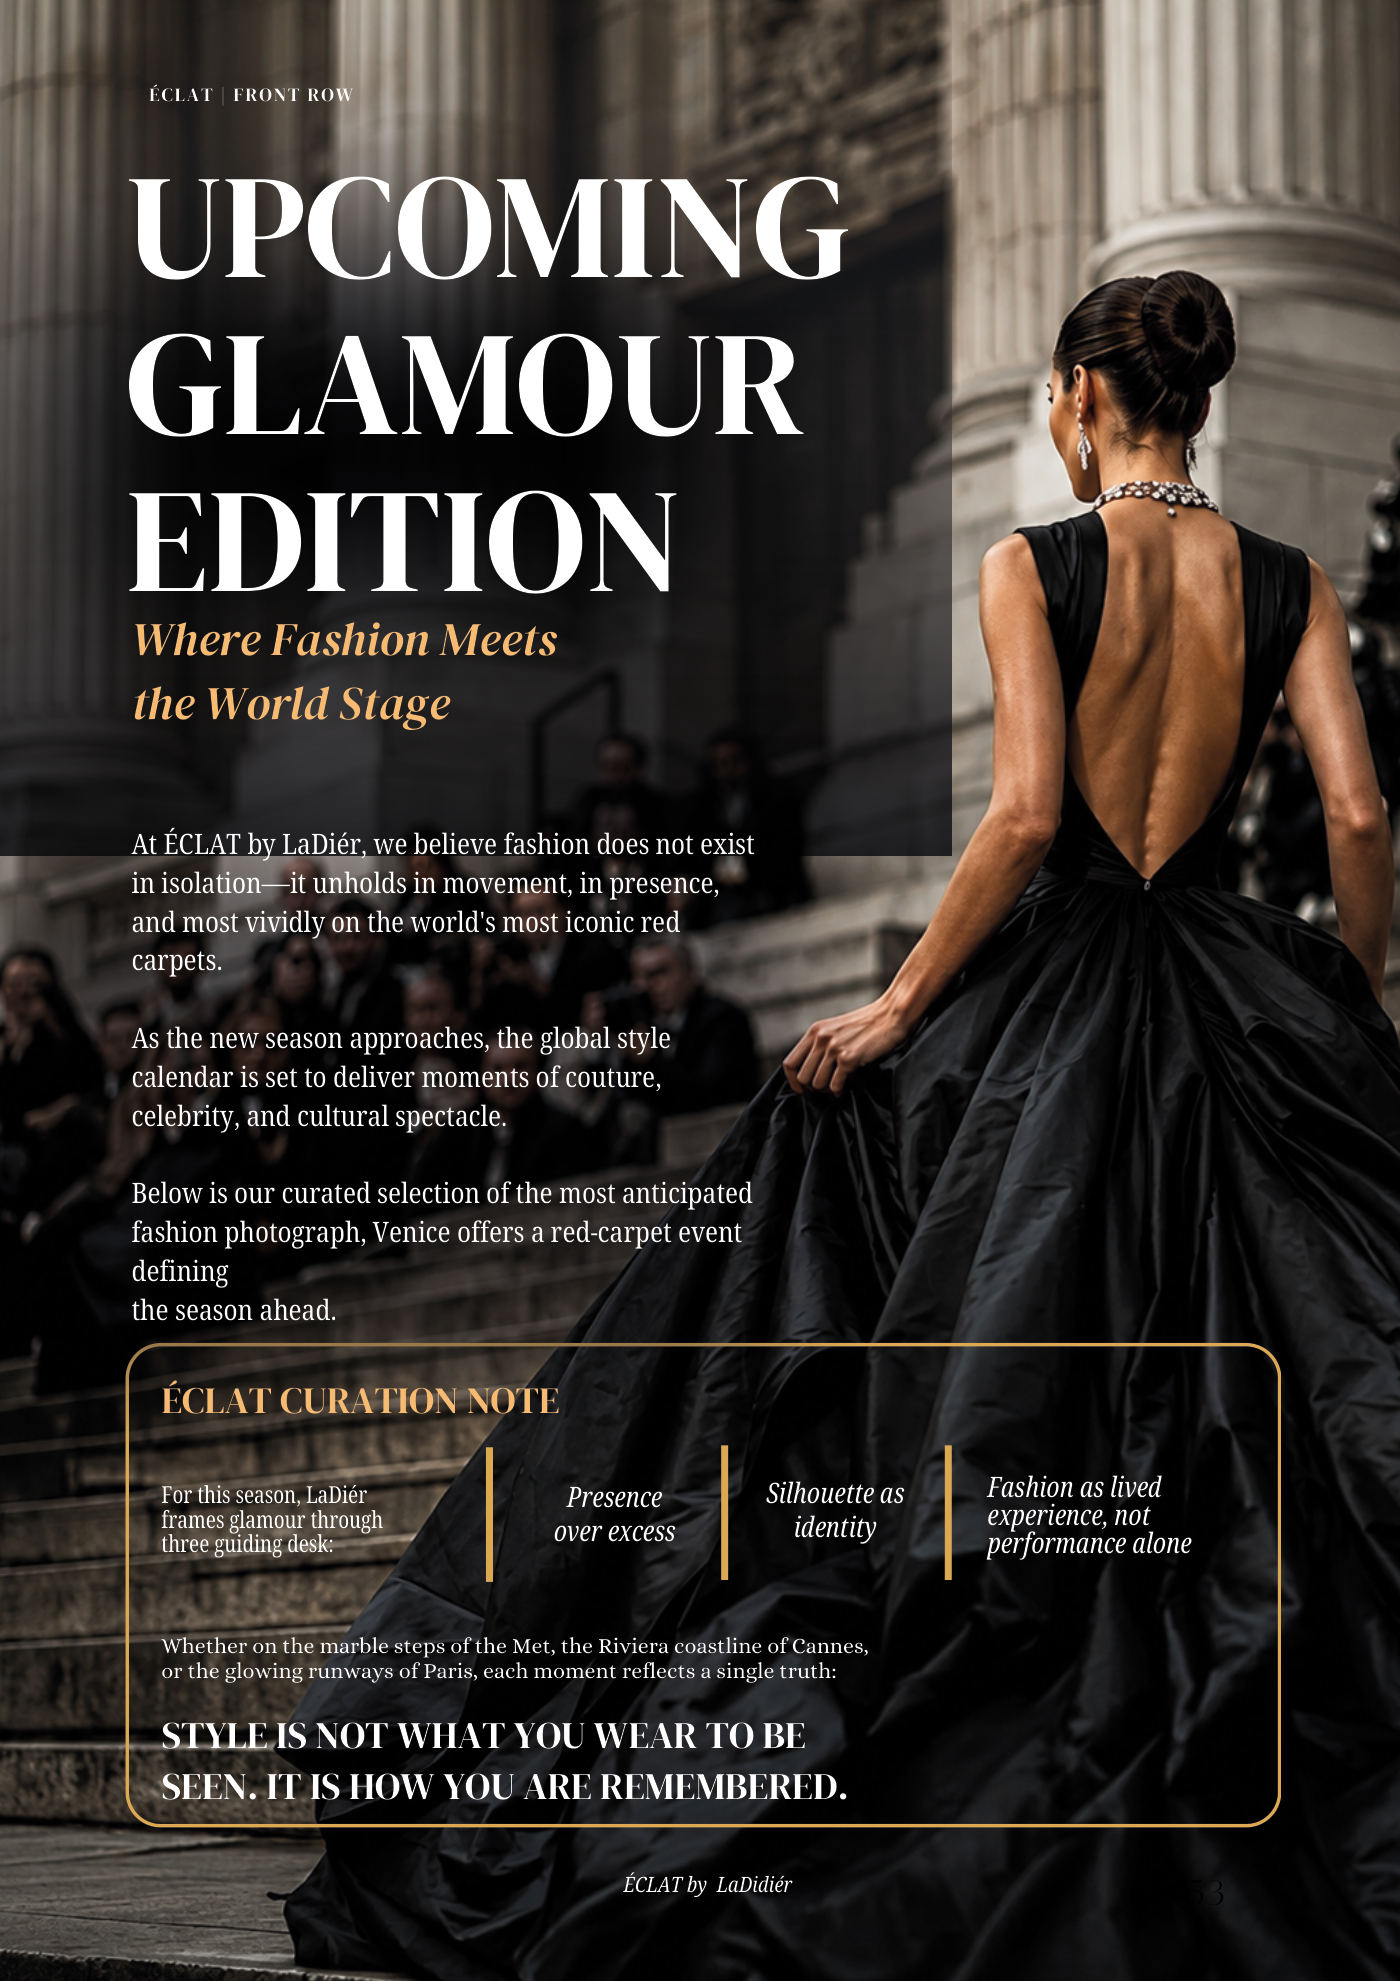 ÉCLAT | FRONT ROW
UPCOMING
GLAMOUR
EDITION
Where Fashion Meets
the World Stage
At ÉCLAT by LaDiér, we believe fashion does not exist
in isolation—it unholds in movement, in presence,
and most vividly on the world's most iconic red
carpets.
As the new season approaches, the global style
calendar is set to deliver moments of couture,
celebrity, and cultural spectacle.
Below is our curated selection of the most anticipated
fashion photograph, Venice offers a red-carpet event
defining
the season ahead.
ÉCLAT CURATION NOTE
For this season, LaDiér
frames glamour through
three guiding desk:
Presence
over excess
Silhouette as
identity
Fashion as lived
experience, not
performance alone
Whether on the marble steps of the Met, the Riviera coastline of Cannes,
or the glowing runways of Paris, each moment reflects a single truth:
STYLE IS NOT WHAT YOU WEAR TO BE
SEEN. IT IS HOW YOU ARE REMEMBERED.
ÉCLAT by LaDidiér
53